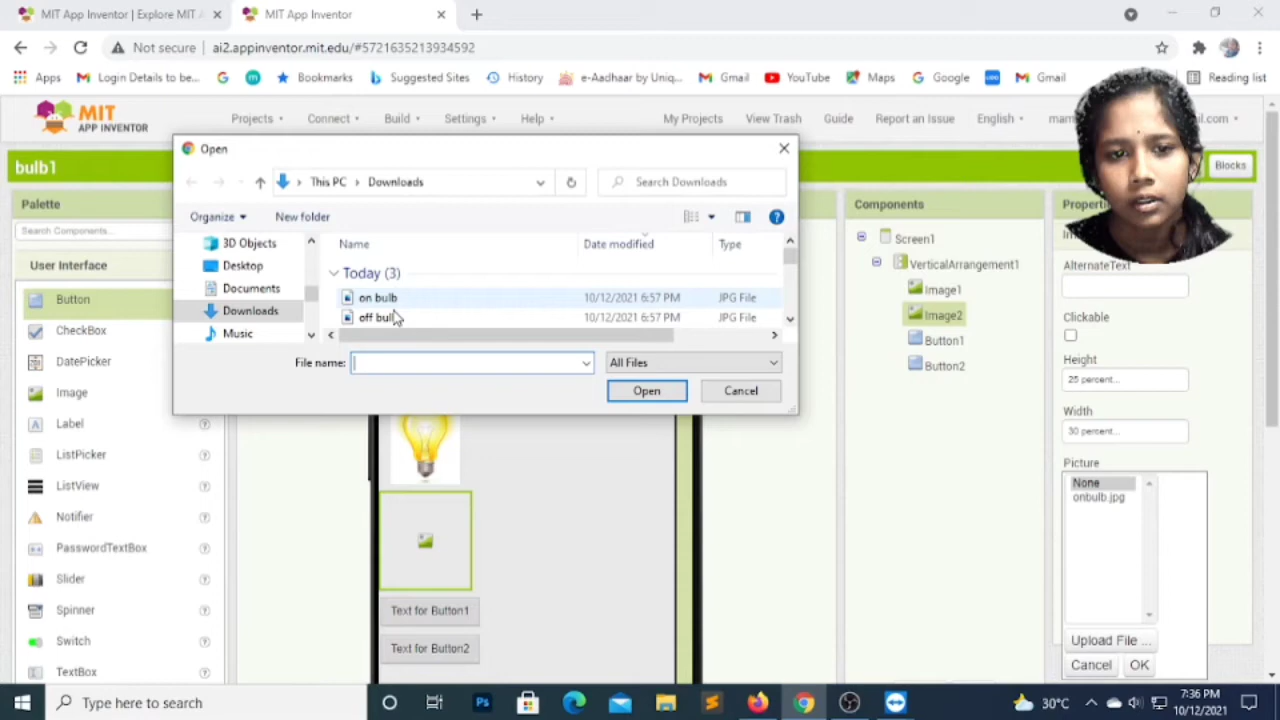 MIT App Inventor | Explore MIT A
MIT App Inventor
Not secure
ai2.appinventor.mit.edu/#5721635213934592
Apps
Login Details to be...
Bookmarks
Suggested Sites
History
e-Aadhaar by Uniq...
Gmail
YouTube
Maps
Google
Gmail
Reading list
MIT
APP INVENTOR
Projects
Connect
Build
Settings
Help
My Projects
View Trash
Guide
Report an Issue
English
bulb1
Blocks
Palette
Search Components...
User Interface
Button
CheckBox
DatePicker
Image
Label
ListPicker
ListView
Notifier
PasswordTextBox
Slider
Spinner
Switch
TextBox
Open
This PC
Downloads
Search Downloads
Organize
New folder
3D Objects
Desktop
Documents
Downloads
Music
Name
Date modified
Type
Today (3)
on bulb
10/12/2021 6:57 PM
JPG File
off bulb
10/12/2021 6:57 PM
JPG File
File name:
All Files
Open
Cancel
Text for Button1
Text for Button2
Components
Screen1
VerticalArrangement1
Image1
Image2
Button1
Button2
AlternateText
Clickable
Height
25 percent...
Width
30 percent...
Picture
None
onbulb.jpg
Upload File ...
Cancel
OK
Type here to search
Ps
30°C
7:36 PM
10/12/2021